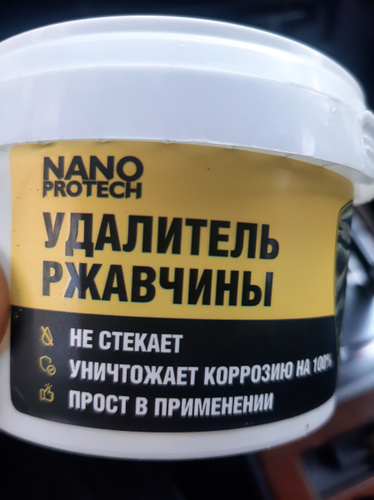 NANO
PROTECH
УДАЛИТЕЛЬ
РЖАВЧИНЫ
НЕ СТЕКАЕТ
УНИЧТОЖАЕТ КОРРОЗИЮ НА 100%
ПРОСТ В ПРИМЕНЕНИИ